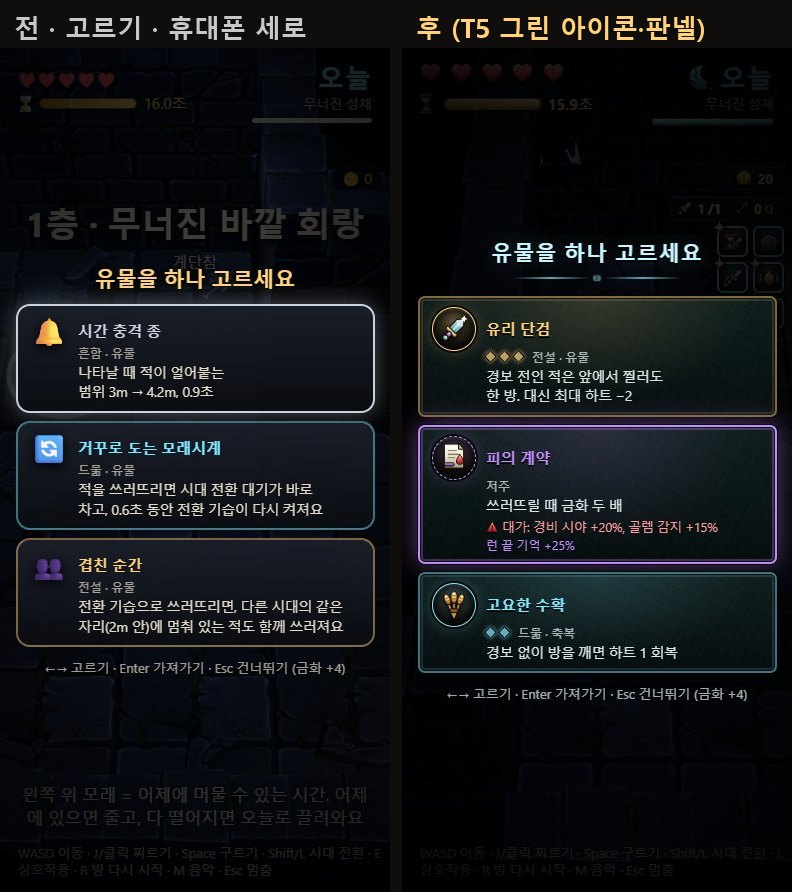 전 · 고르기 · 휴대폰 세로
16.0초
오늘
무너진 성채
0
1층 · 무너진 바깥 회랑
계단참
유물을 하나 고르세요
시간 충격 종
흔함 · 유물
나타날 때 적이 얼어붙는
범위 3m → 4.2m, 0.9초
거꾸로 도는 모래시계
드묾 · 유물
적을 쓰러뜨리면 시대 전환 대기가 바로
차고, 0.6초 동안 전환 기습이 다시 켜져요
겹친 순간
전설 · 유물
전환 기습으로 쓰러뜨리면, 다른 시대의 같은
자리(2m 안)에 멈춰 있는 적도 함께 쓰러져요
←→ 고르기 · Enter 가져가기 · Esc 건너뛰기 (금화 +4)
왼쪽 위 모래 = 어제에 머물 수 있는 시간. 어제
에 있으면 줄고, 다 떨어지면 오늘로 끌려와요
WASD 이동 · J/클릭 찌르기 · Space 구르기 · Shift/L 시대 전환 · E
상호작용 · R 방 다시 시작 · M 음악 · Esc 멈춤
후 (T5 그린 아이콘·판넬)
15.9초
오늘
무너진 성채
20
1/1
0
유물을 하나 고르세요
유리 단검
전설 · 유물
경보 전인 적은 앞에서 찔러도
한 방. 대신 최대 하트 −2
피의 계약
저주
쓰러뜨릴 때 금화 두 배
대가: 경비 시야 +20%, 골렘 감지 +15%
런 끝 기억 +25%
고요한 수확
드묾 · 축복
경보 없이 방을 깨면 하트 1 회복
←→ 고르기 · Enter 가져가기 · Esc 건너뛰기 (금화 +4)
WASD 이동 · J/클릭 찌르기 · Space 구르기 · Shift/L 시대 전환 · E
상호작용 · R 방 다시 시작 · M 음악 · Esc 멈춤